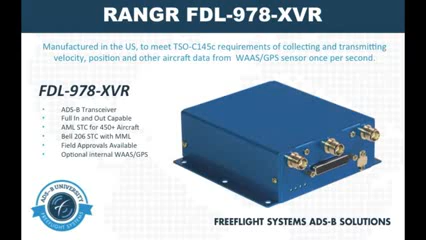 RANGR FDL-978-XVR
Manufactured in the US, to meet TSO-C145c requirements of collecting and transmitting
velocity, position and other aircraft data from WAAS/GPS sensor once per second.
FDL-978-XVR
• ADS-B Transceiver
• Full In and Out Capable
• AML STC for 450+ Aircraft
• Bell 206 STC with MML
• Field Approvals Available
• Optional internal WAAS/GPS
ADS-B UNIVERSITY
FREEFLIGHT SYSTEMS
FREEFLIGHT SYSTEMS ADS-B SOLUTIONS